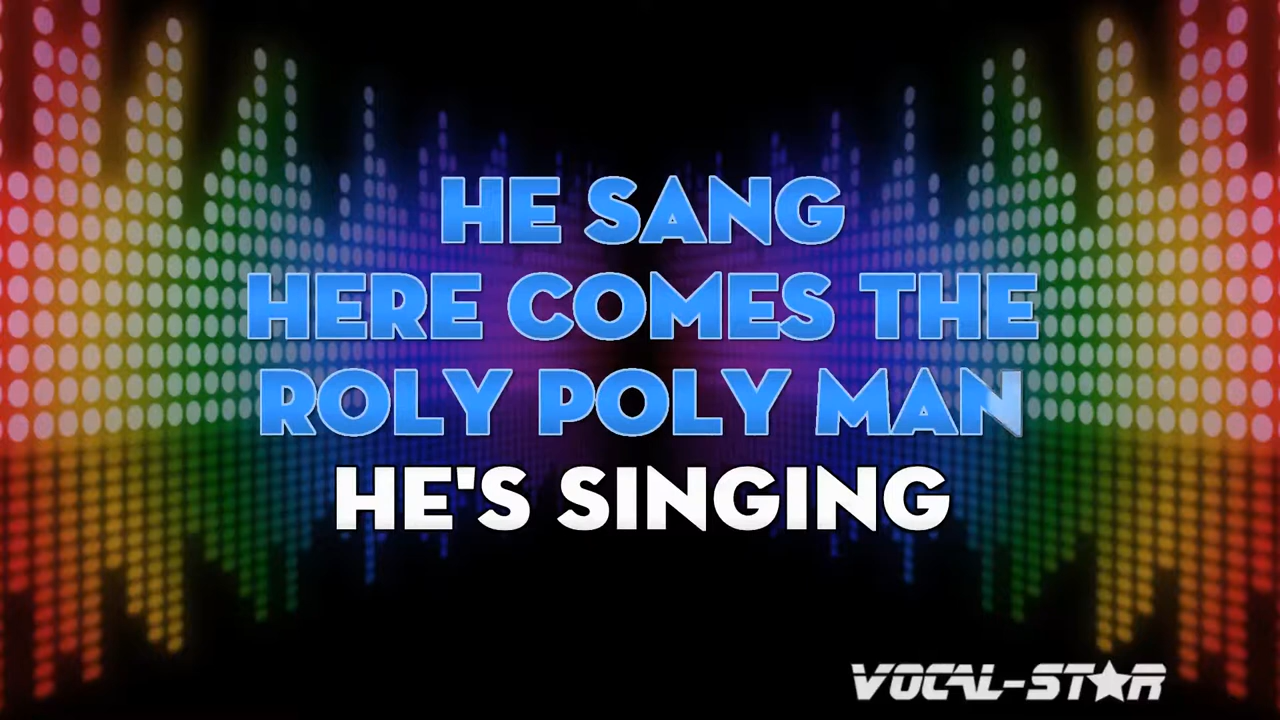 HE SANG
HERE COMES THE
ROLY POLY MAN
HE'S SINGING
VOCAL-STAR